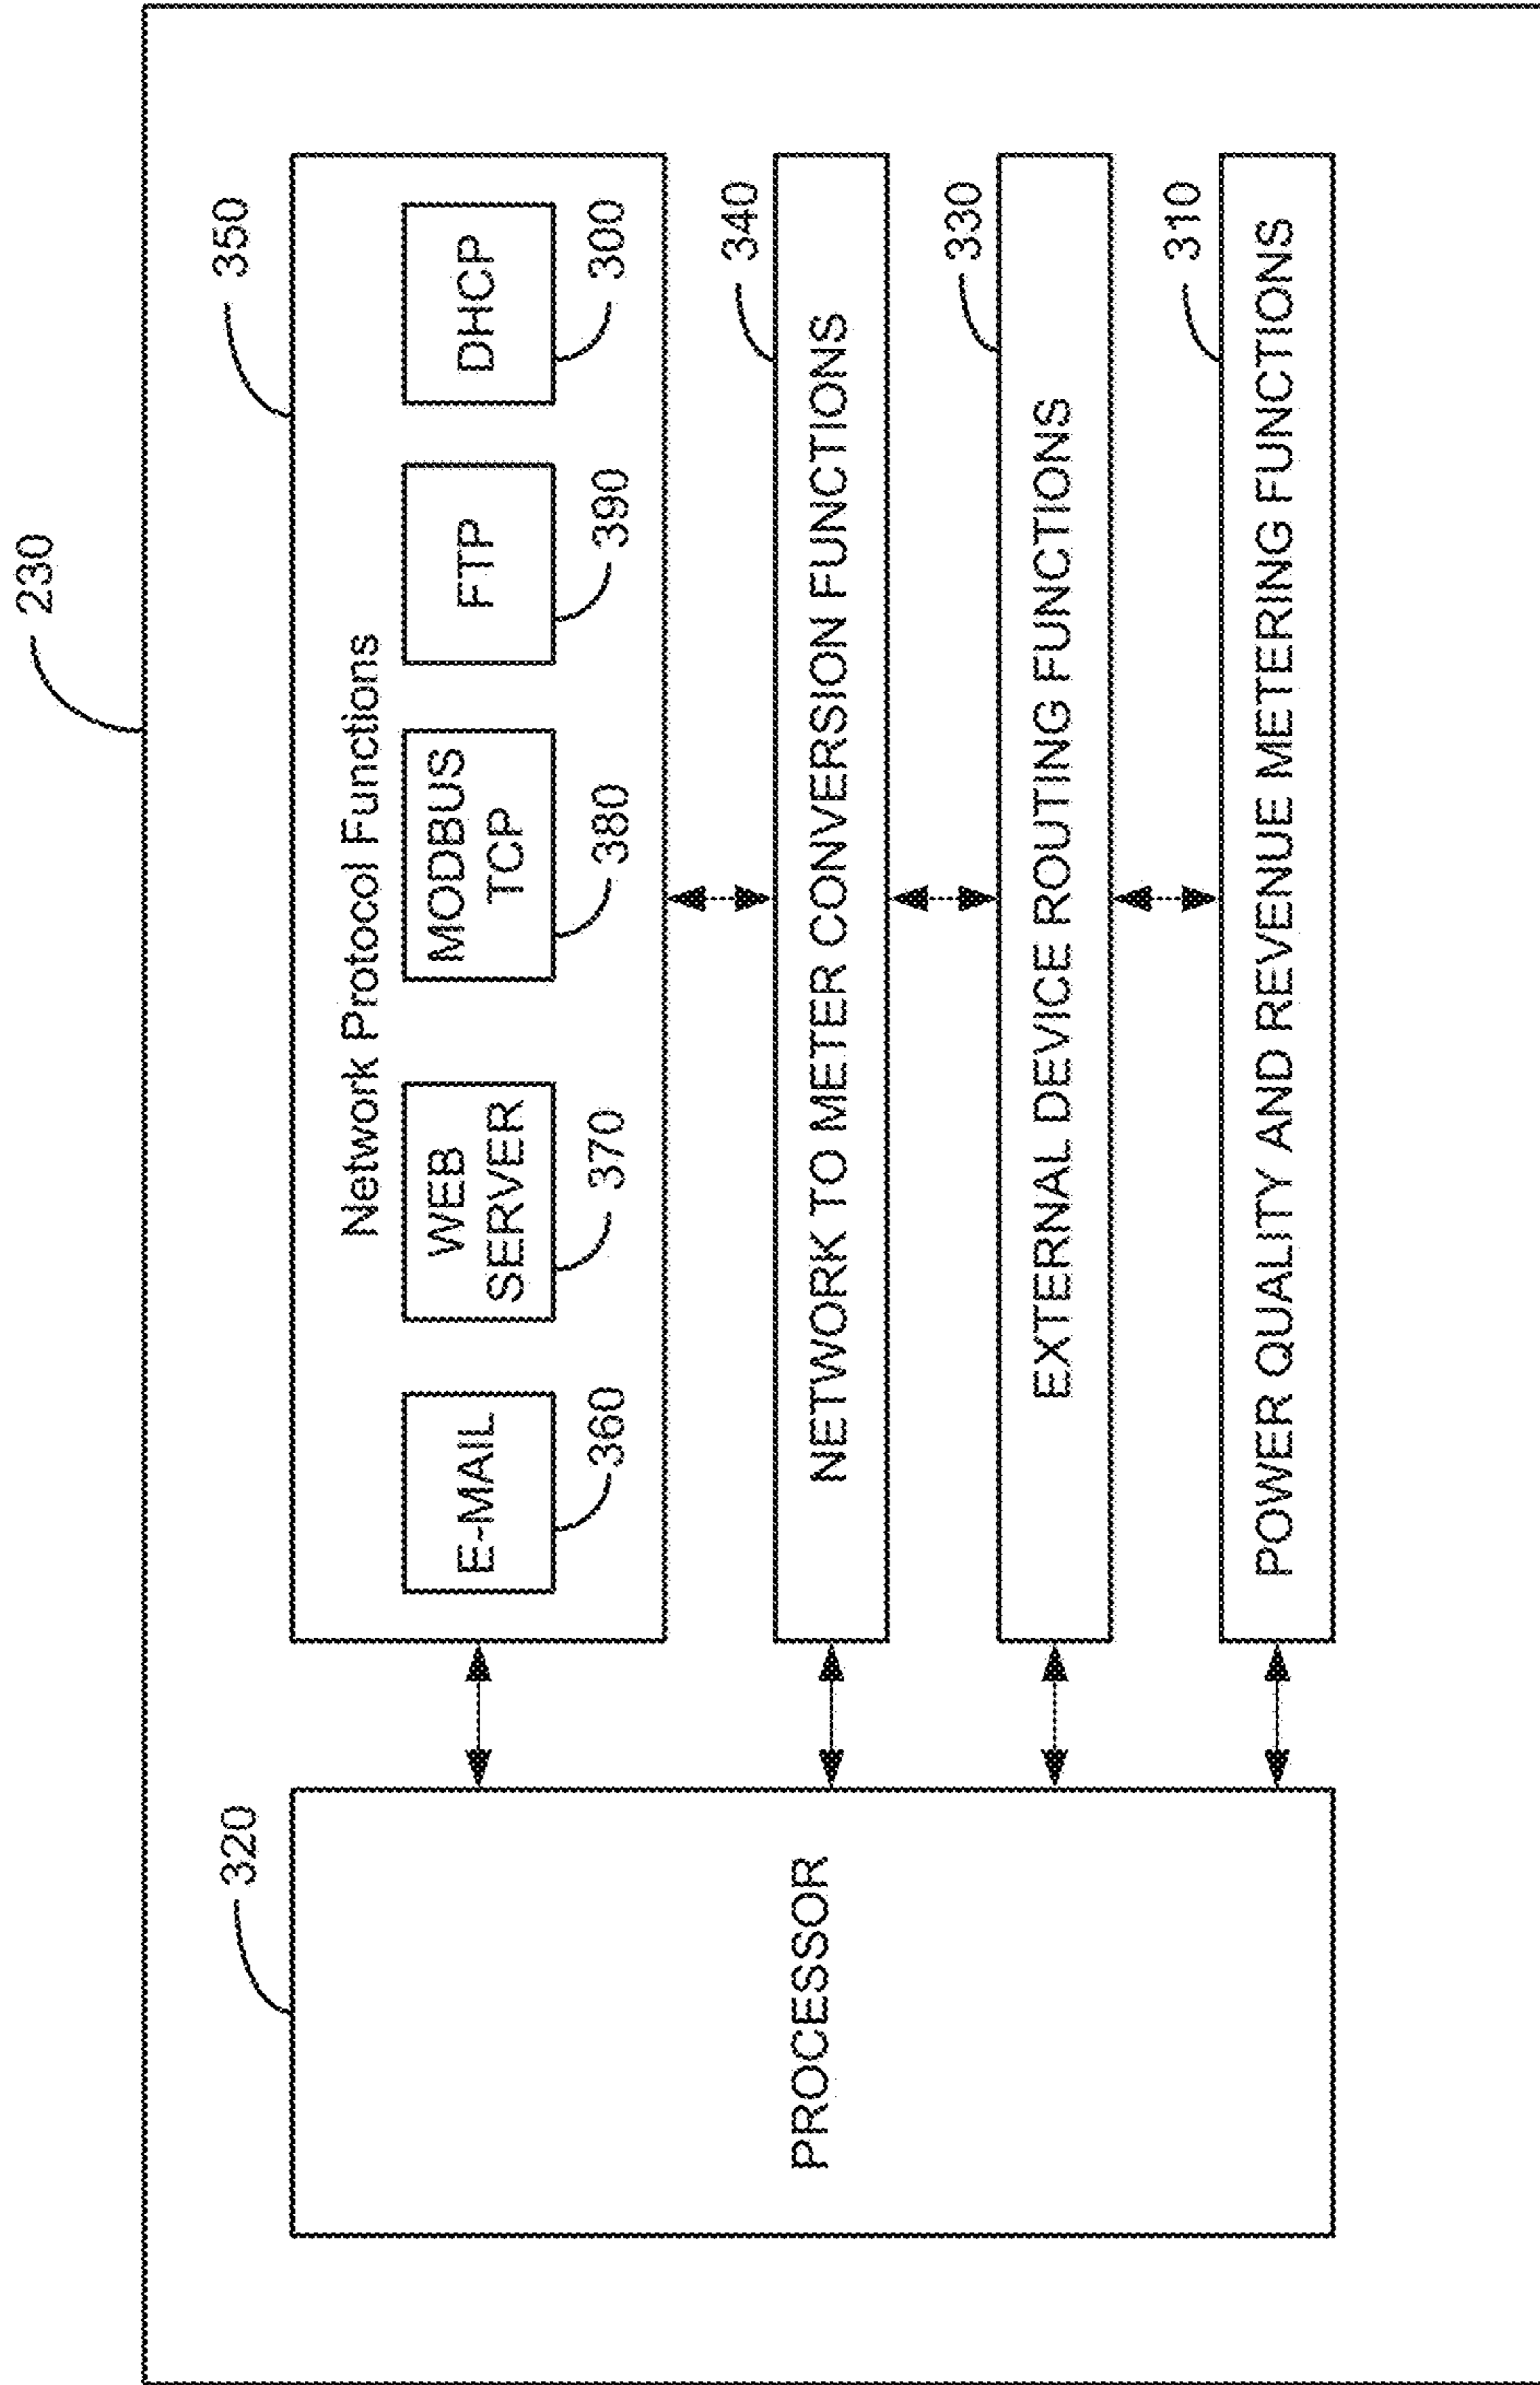 230
320
350
Network Protocol Functions
E-MAIL
WEB
SERVER
MODBUS
TCP
FTP
DHCP
360
370
380
390
300
PROCESSOR
340
NETWORK TO METER CONVERSION FUNCTIONS
330
EXTERNAL DEVICE ROUTING FUNCTIONS
310
POWER QUALITY AND REVENUE METERING FUNCTIONS